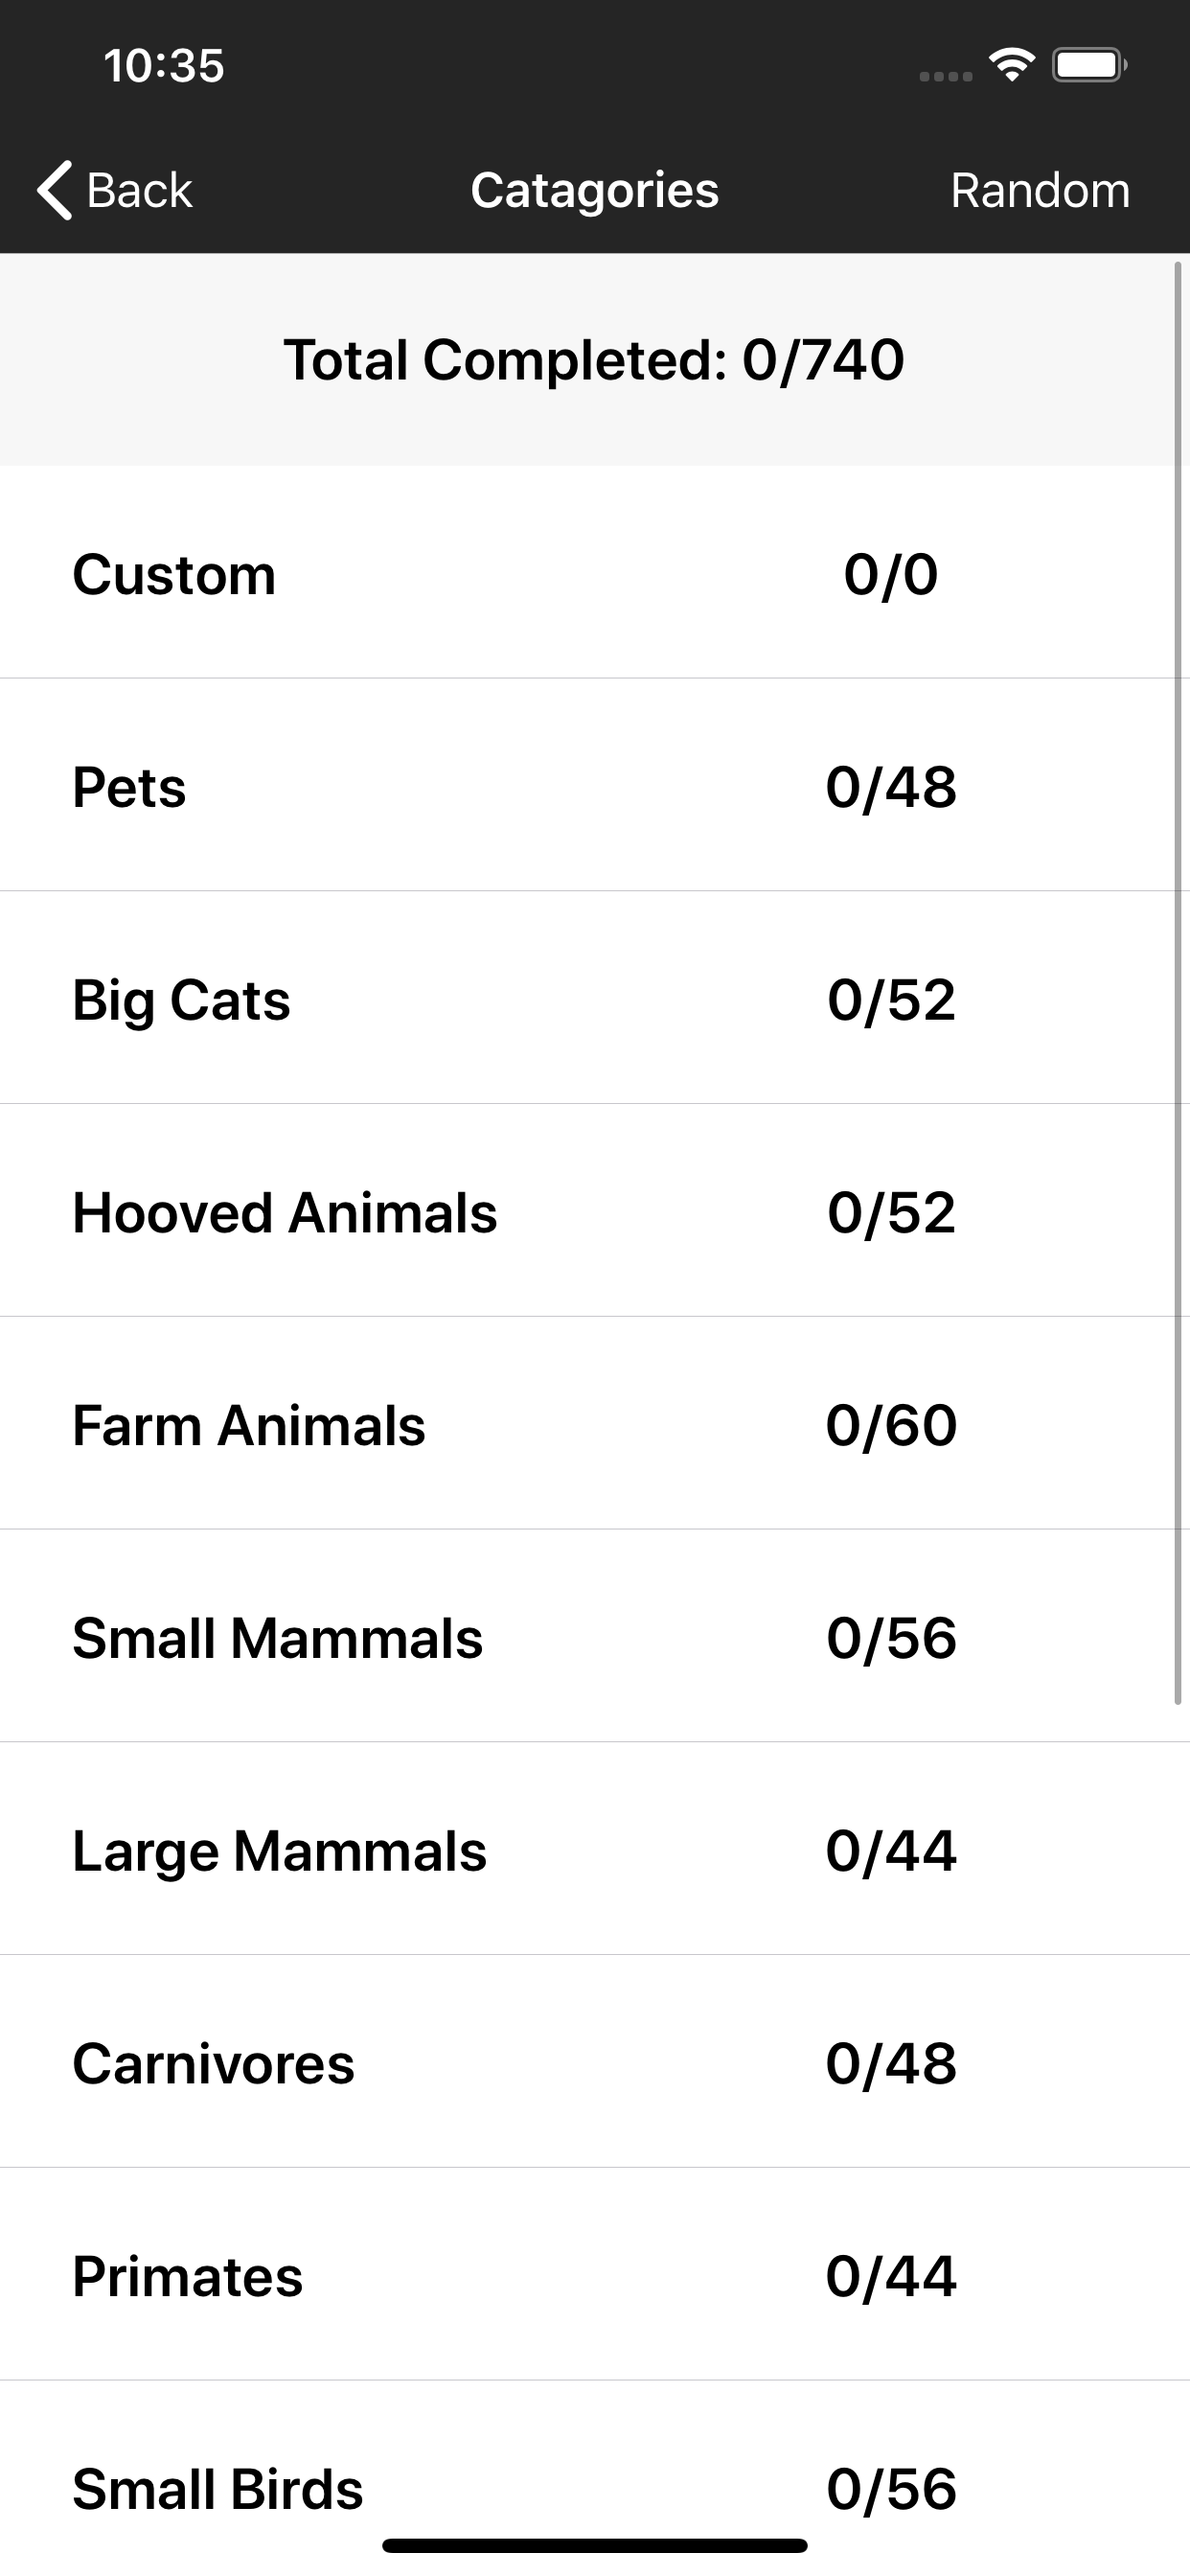 10:35
Back Catagories Random
Total Completed: 0/740
Custom 0/0
Pets 0/48
Big Cats 0/52
Hooved Animals 0/52
Farm Animals 0/60
Small Mammals 0/56
Large Mammals 0/44
Carnivores 0/48
Primates 0/44
Small Birds 0/56